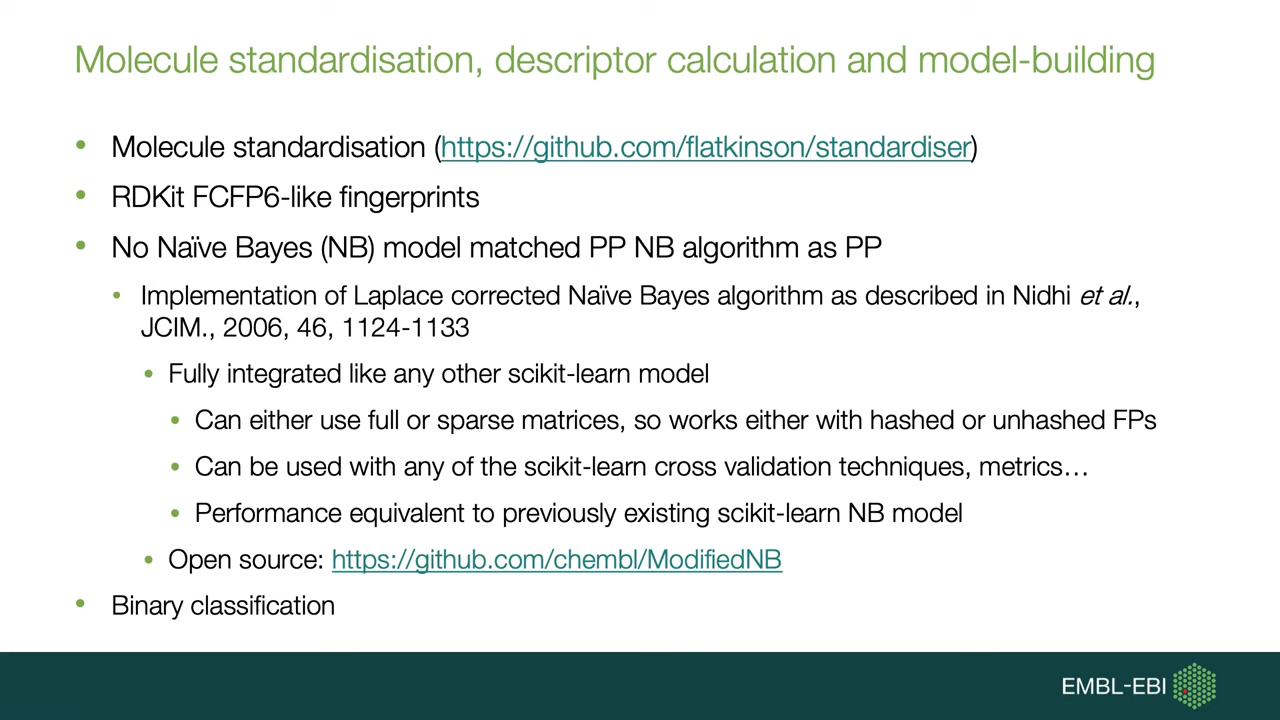 Molecule standardisation, descriptor calculation and model-building
• Molecule standardisation (https://github.com/flatkinson/standardiser)
• RDKit FCFP6-like fingerprints
• No Naïve Bayes (NB) model matched PP NB algorithm as PP
• Implementation of Laplace corrected Naïve Bayes algorithm as described in Nidhi et al.,
JCIM., 2006, 46, 1124-1133
• Fully integrated like any other scikit-learn model
• Can either use full or sparse matrices, so works either with hashed or unhashed FPs
• Can be used with any of the scikit-learn cross validation techniques, metrics…
• Performance equivalent to previously existing scikit-learn NB model
• Open source: https://github.com/chembl/ModifiedNB
• Binary classification
EMBL-EBI